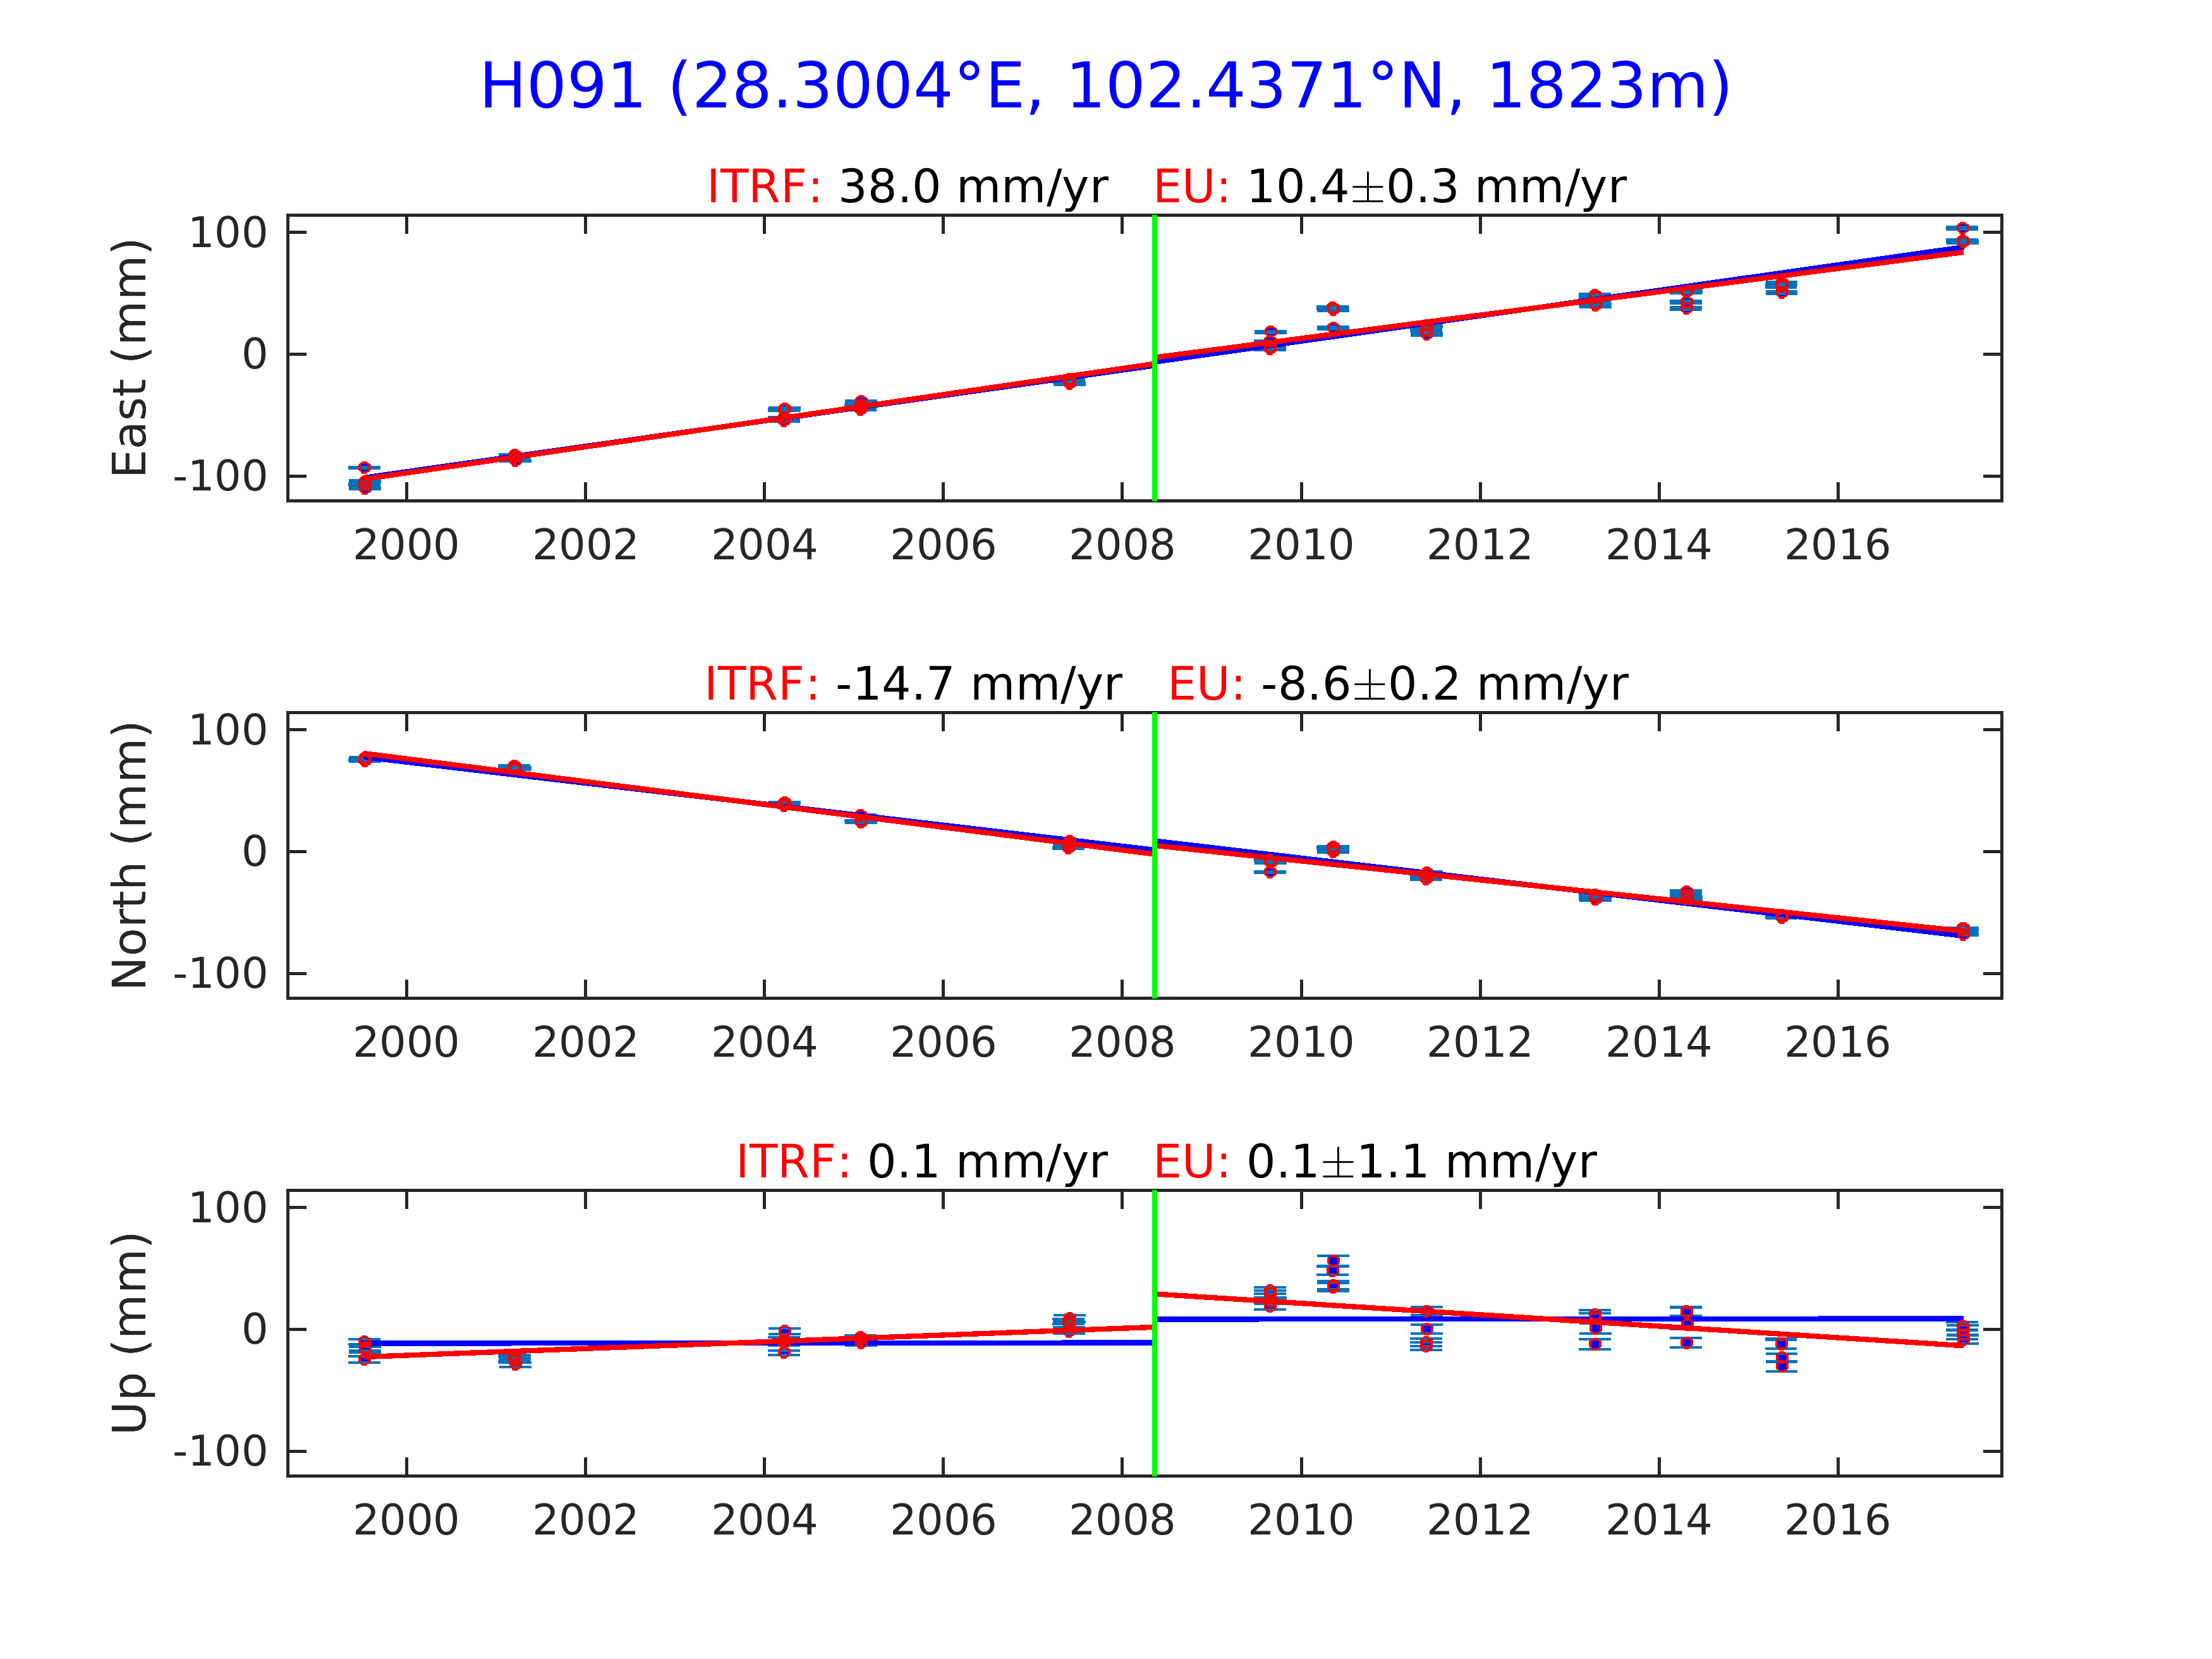 H091 (28.3004°E, 102.4371°N, 1823m)
ITRF: 38.0 mm/yr EU: 10.4±0.3 mm/yr
East (mm)
100
0
-100
2000 2002 2004 2006 2008 2010 2012 2014 2016
ITRF: -14.7 mm/yr EU: -8.6±0.2 mm/yr
North (mm)
100
0
-100
2000 2002 2004 2006 2008 2010 2012 2014 2016
ITRF: 0.1 mm/yr EU: 0.1±1.1 mm/yr
Up (mm)
100
0
-100
2000 2002 2004 2006 2008 2010 2012 2014 2016